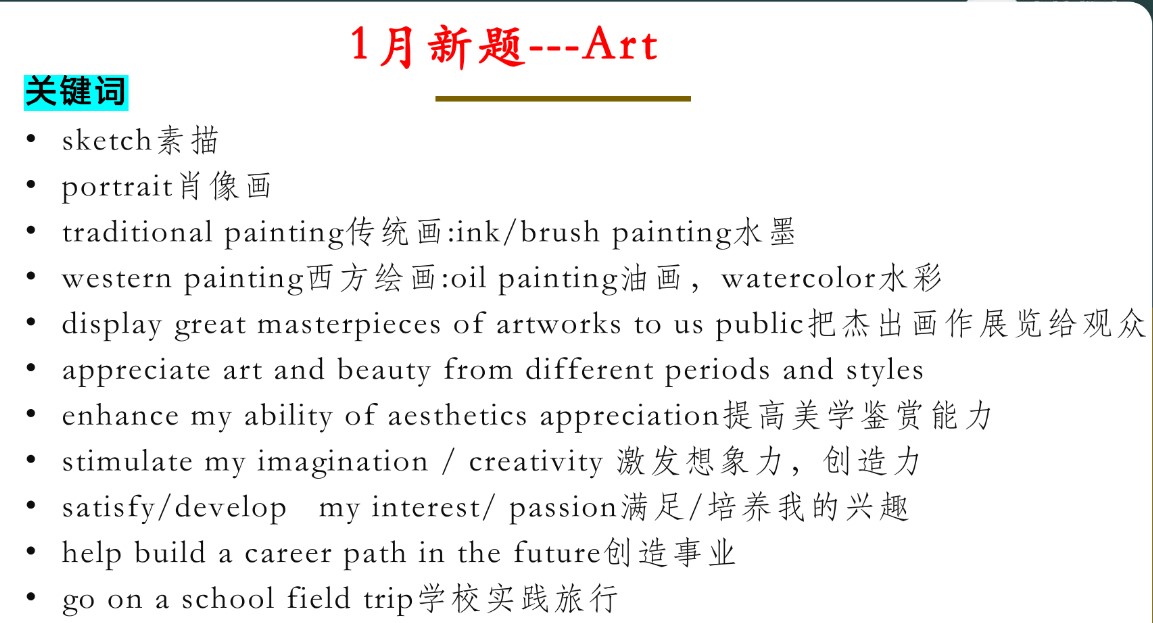 1月新题---Art
关键词
• sketch素描
• portrait肖像画
• traditional painting传统画:ink/brush painting水墨
• western painting西方绘画:oil painting油画，watercolor水彩
• display great masterpieces of artworks to us public把杰出画作展览给观众
• appreciate art and beauty from different periods and styles
• enhance my ability of aesthetics appreciation提高美学鉴赏能力
• stimulate my imagination / creativity 激发想象力，创造力
• satisfy/develop my interest/ passion满足/培养我的兴趣
• help build a career path in the future创造事业
• go on a school field trip学校实践旅行